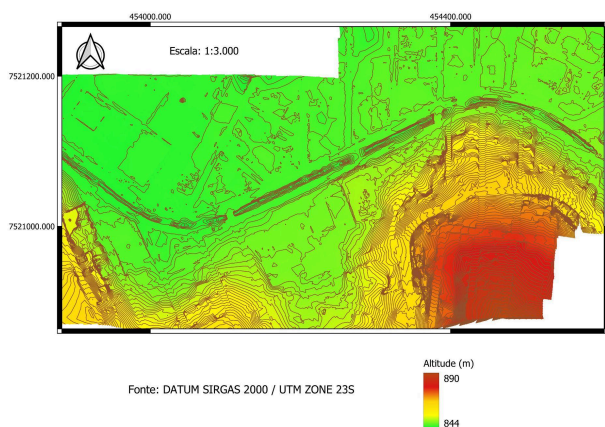 454000.000 454400.000
Escala: 1:3.000
7521200.000
7521000.000
Altitude (m)
890
844
Fonte: DATUM SIRGAS 2000 / UTM ZONE 23S